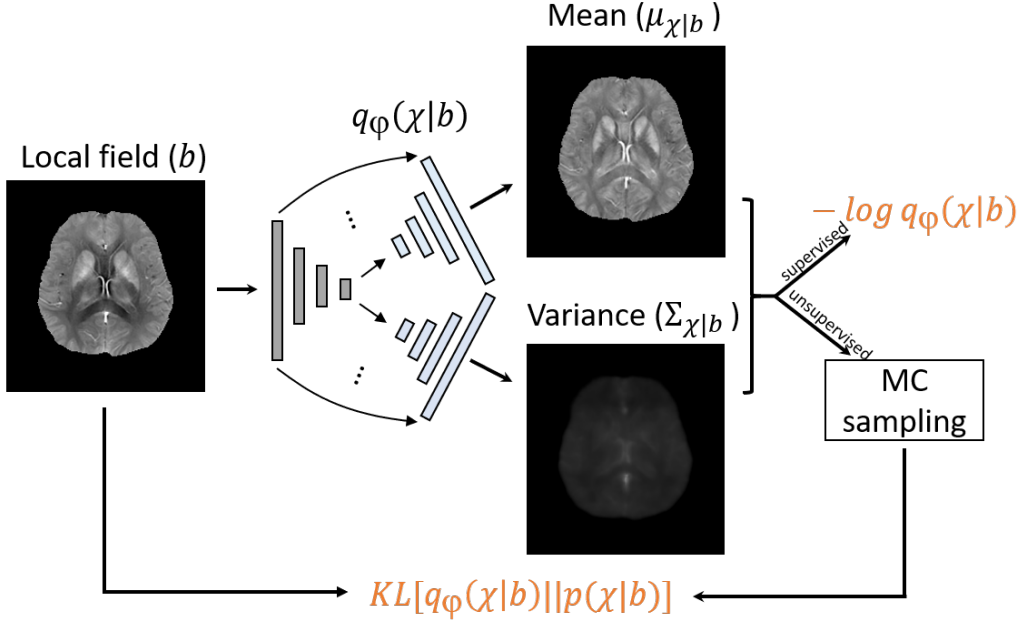 Mean (μ_{χ|b})
q_φ(χ|b)
Local field (b)
...
− log q_φ(χ|b)
supervised
unsupervised
Variance (Σ_{χ|b})
...
MC
sampling
KL[q_φ(χ|b)||p(χ|b)]